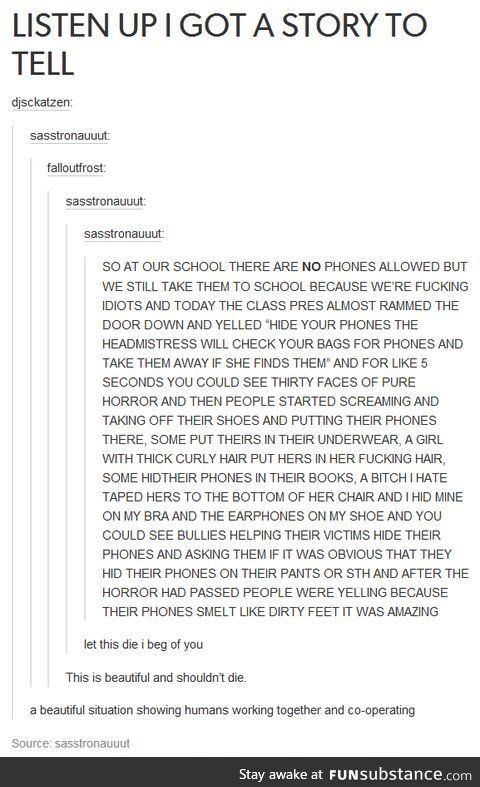 LISTEN UP I GOT A STORY TO
TELL
djsckatzen:
sasstronauuut:
falloutfrost:
sasstronauuut:
sasstronauuut:
SO AT OUR SCHOOL THERE ARE NO PHONES ALLOWED BUT
WE STILL TAKE THEM TO SCHOOL BECAUSE WE'RE FUCKING
IDIOTS AND TODAY THE CLASS PRES ALMOST RAMMED THE
DOOR DOWN AND YELLED "HIDE YOUR PHONES THE
HEADMISTRESS WILL CHECK YOUR BAGS FOR PHONES AND
TAKE THEM AWAY IF SHE FINDS THEM" AND FOR LIKE 5
SECONDS YOU COULD SEE THIRTY FACES OF PURE
HORROR AND THEN PEOPLE STARTED SCREAMING AND
TAKING OFF THEIR SHOES AND PUTTING THEIR PHONES
THERE, SOME PUT THEIRS IN THEIR UNDERWEAR, A GIRL
WITH THICK CURLY HAIR PUT HERS IN HER FUCKING HAIR,
SOME HIDTHEIR PHONES IN THEIR BOOKS, A BITCH I HATE
TAPED HERS TO THE BOTTOM OF HER CHAIR AND I HID MINE
ON MY BRA AND THE EARPHONES ON MY SHOE AND YOU
COULD SEE BULLIES HELPING THEIR VICTIMS HIDE THEIR
PHONES AND ASKING THEM IF IT WAS OBVIOUS THAT THEY
HID THEIR PHONES ON THEIR PANTS OR STH AND AFTER THE
HORROR HAD PASSED PEOPLE WERE YELLING BECAUSE
THEIR PHONES SMELT LIKE DIRTY FEET IT WAS AMAZING
let this die i beg of you
This is beautiful and shouldn't die.
a beautiful situation showing humans working together and co-operating
Source: sasstronauuut
Stay awake at FUNsubstance.com